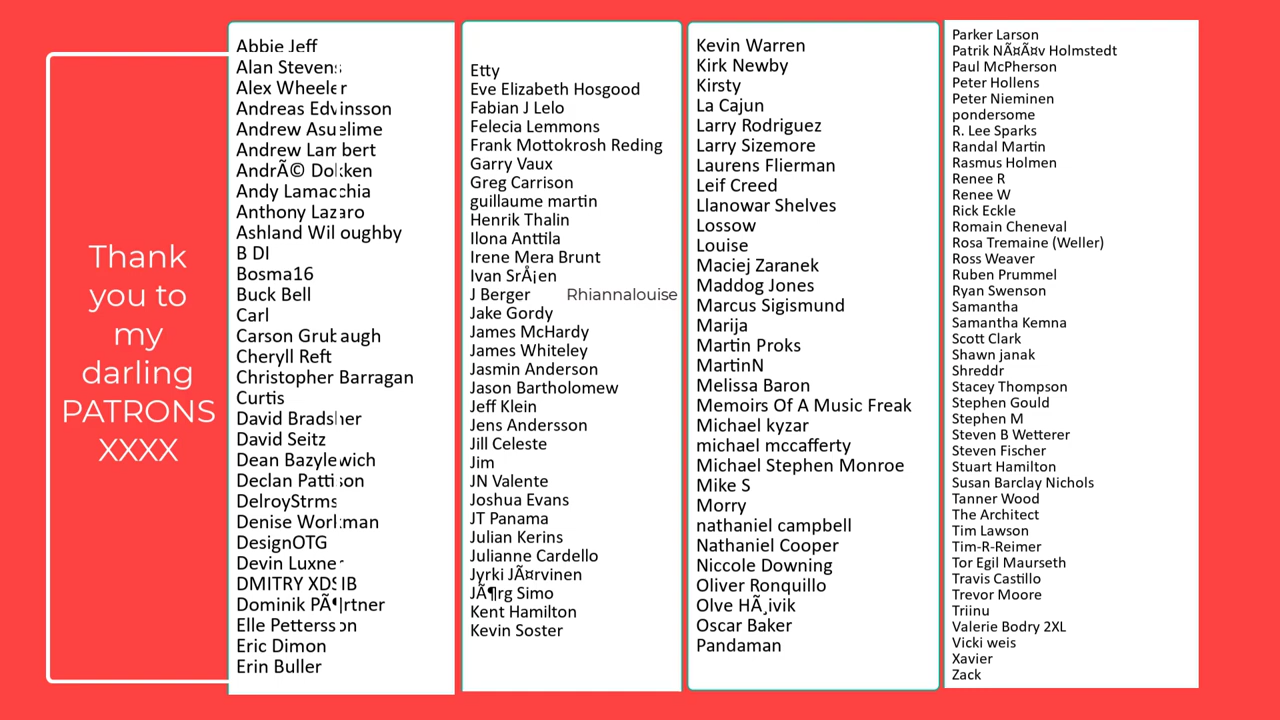 Thank
you to
my
darling
PATRONS
XXXX
Abbie Jeff
Alan Stevens
Alex Wheeler
Andreas Edvinsson
Andrew Asuelime
Andrew Lambert
AndrÃ© Dokken
Andy Lamacchia
Anthony Lazaro
Ashland Willoughby
B DI
Bosma16
Buck Bell
Carl
Carson Grubaugh
Cheryll Reft
Christopher Barragan
Curtis
David Bradsher
David Seitz
Dean Bazylewich
Declan Pattison
DelroyStrms
Denise Workman
DesignOTG
Devin Luxner
DMITRY XDSIB
Dominik PÃ¶rtner
Elle Pettersson
Eric Dimon
Erin Buller
Etty
Eve Elizabeth Hosgood
Fabian J Lelo
Felecia Lemmons
Frank Mottokrosh Reding
Garry Vaux
Greg Carrison
guillaume martin
Henrik Thalin
Ilona Anttila
Irene Mera Brunt
Ivan SrÅ¡en
J Berger
Rhiannalouise
Jake Gordy
James McHardy
James Whiteley
Jasmin Anderson
Jason Bartholomew
Jeff Klein
Jens Andersson
Jill Celeste
Jim
JN Valente
Joshua Evans
JT Panama
Julian Kerins
Julianne Cardello
Jyrki JÃ¤rvinen
JÃ¶rg Simo
Kent Hamilton
Kevin Soster
Kevin Warren
Kirk Newby
Kirsty
La Cajun
Larry Rodriguez
Larry Sizemore
Laurens Flierman
Leif Creed
Llanowar Shelves
Lossow
Louise
Maciej Zaranek
Maddog Jones
Marcus Sigismund
Marija
Martin Proks
MartinN
Melissa Baron
Memoirs Of A Music Freak
Michael kyzar
michael mccafferty
Michael Stephen Monroe
Mike S
Morry
nathaniel campbell
Nathaniel Cooper
Niccole Downing
Oliver Ronquillo
Olve HÃ¸ivik
Oscar Baker
Pandaman
Parker Larson
Patrik NÃ¤Ã¤v Holmstedt
Paul McPherson
Peter Hollens
Peter Nieminen
pondersome
R. Lee Sparks
Randal Martin
Rasmus Holmen
Renee R
Renee W
Rick Eckle
Romain Cheneval
Rosa Tremaine (Weller)
Ross Weaver
Ruben Prummel
Ryan Swenson
Samantha
Samantha Kemna
Scott Clark
Shawn janak
Shreddr
Stacey Thompson
Stephen Gould
Stephen M
Steven B Wetterer
Steven Fischer
Stuart Hamilton
Susan Barclay Nichols
Tanner Wood
The Architect
Tim Lawson
Tim-R-Reimer
Tor Egil Maurseth
Travis Castillo
Trevor Moore
Triinu
Valerie Bodry 2XL
Vicki weis
Xavier
Zack